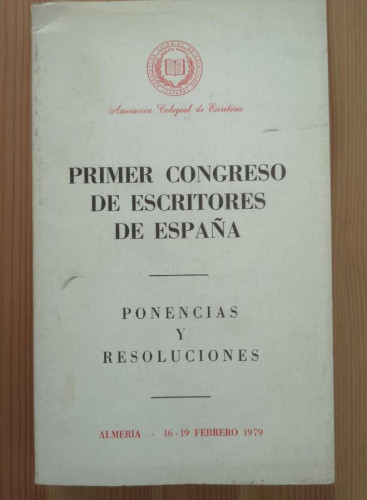 Asociación Colegial de Escritores
PRIMER CONGRESO
DE ESCRITORES
DE ESPAÑA
PONENCIAS
Y
RESOLUCIONES
ALMERIA - 16-19 FEBRERO 1979